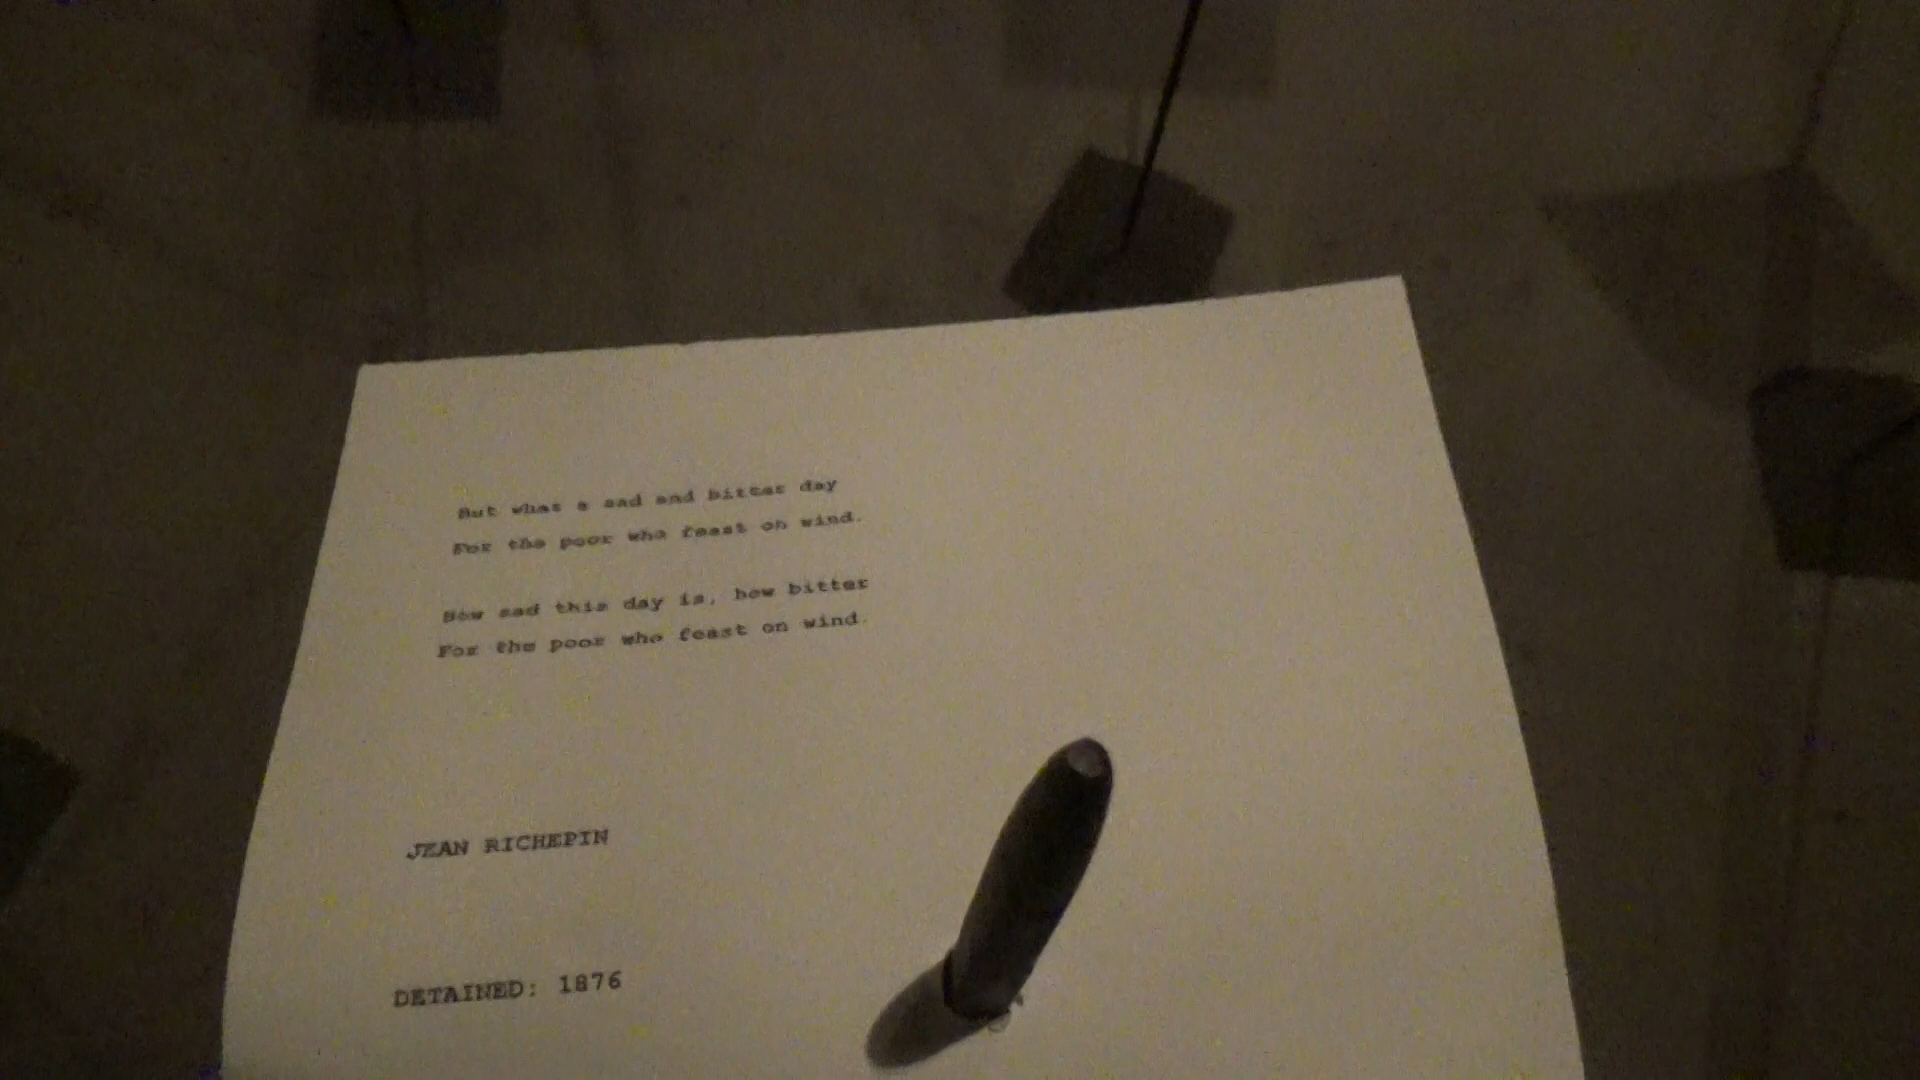 But what a sad and bitter day
For the poor who feast on wind.
How sad this day is, how bitter
For the poor who feast on wind.
JEAN RICHEPIN
DETAINED: 1876